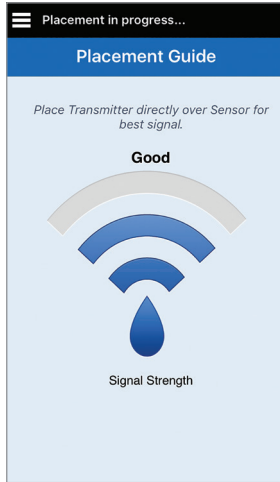 Placement in progress...
Placement Guide
Place Transmitter directly over Sensor for
best signal.
Good
Signal Strength